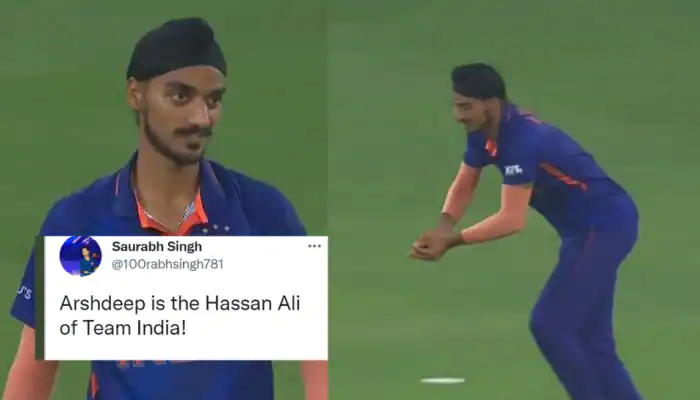 Saurabh Singh
@100rabhsingh781
Arshdeep is the Hassan Ali
of Team India!